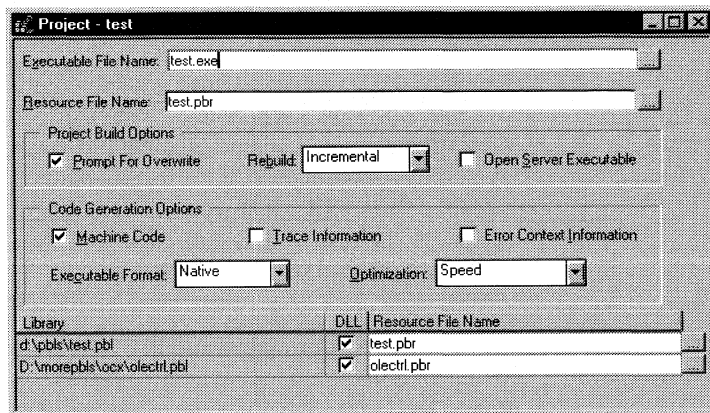 Project - test
Executable File Name: test.exe
...
Resource File Name: test.pbr
...
Project Build Options
Prompt For Overwrite Rebuild: Incremental Open Server Executable
Code Generation Options
Machine Code Trace Information Error Context Information
Executable Format: Native Optimization: Speed
Library DLL Resource File Name
d:\pbls\test.pbl test.pbr ...
D:\morepbls\ocx\olectrl.pbl olectrl.pbr ...